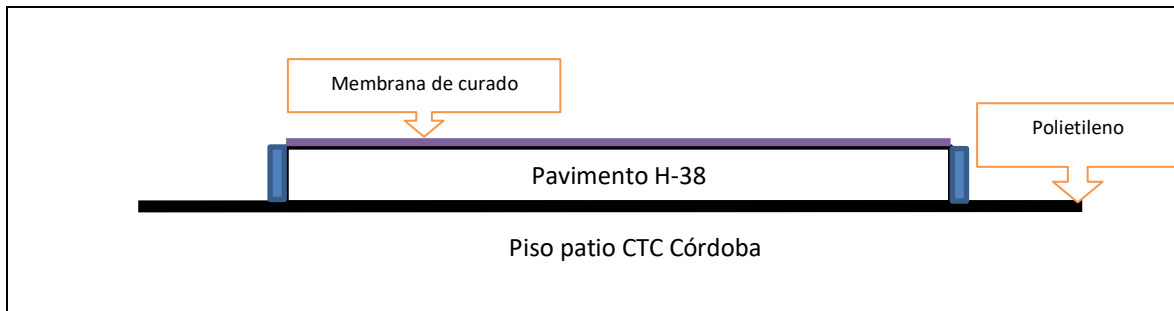 Membrana de curado
Polietileno
Pavimento H-38
Piso patio CTC Córdoba